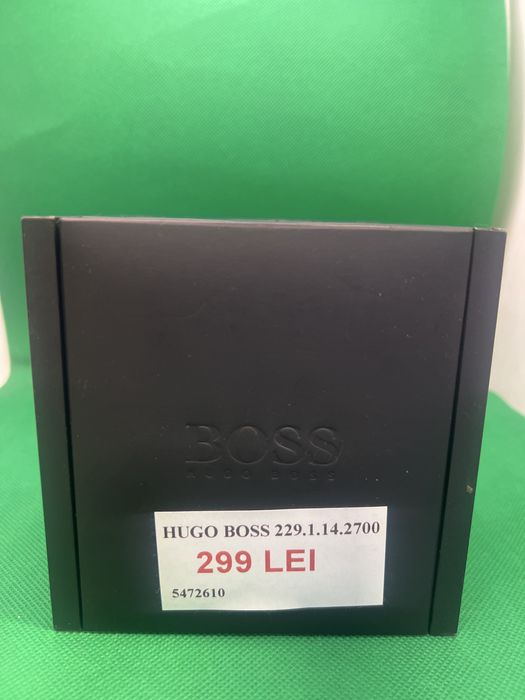 BOSS
HUGO BOSS
HUGO BOSS 229.1.14.2700
299 LEI
5472610